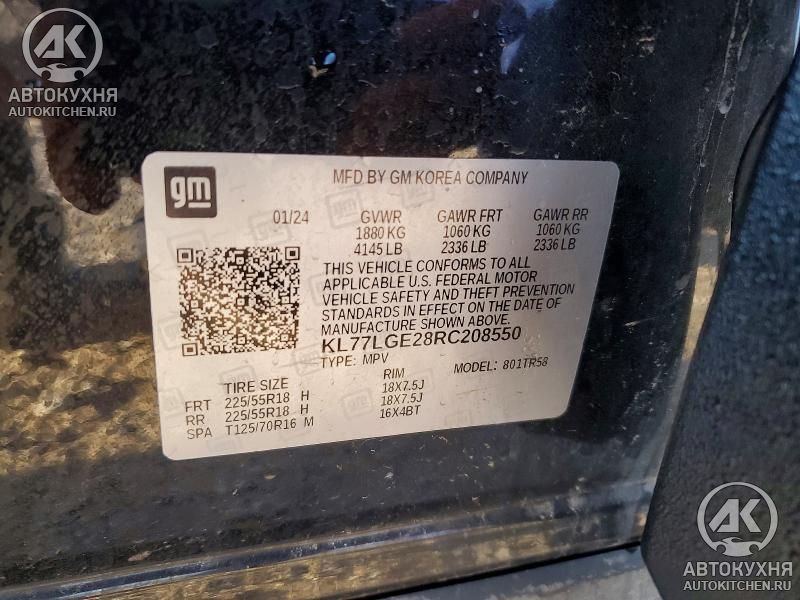 AK
АВТОКУХНЯ
AUTOKITCHEN.RU
gm
MFD BY GM KOREA COMPANY
01/24 GVWR GAWR FRT GAWR RR
1880 KG 1060 KG 1060 KG
4145 LB 2336 LB 2336 LB
THIS VEHICLE CONFORMS TO ALL
APPLICABLE U.S. FEDERAL MOTOR
VEHICLE SAFETY AND THEFT PREVENTION
STANDARDS IN EFFECT ON THE DATE OF
MANUFACTURE SHOWN ABOVE.
KL77LGE28RC208550
TYPE: MPV MODEL: 801TR58
TIRE SIZE RIM
FRT 225/55R18 H 18X7.5J
RR 225/55R18 H 18X7.5J
SPA T125/70R16 M 16X4BT
AK
АВТОКУХНЯ
AUTOKITCHEN.RU